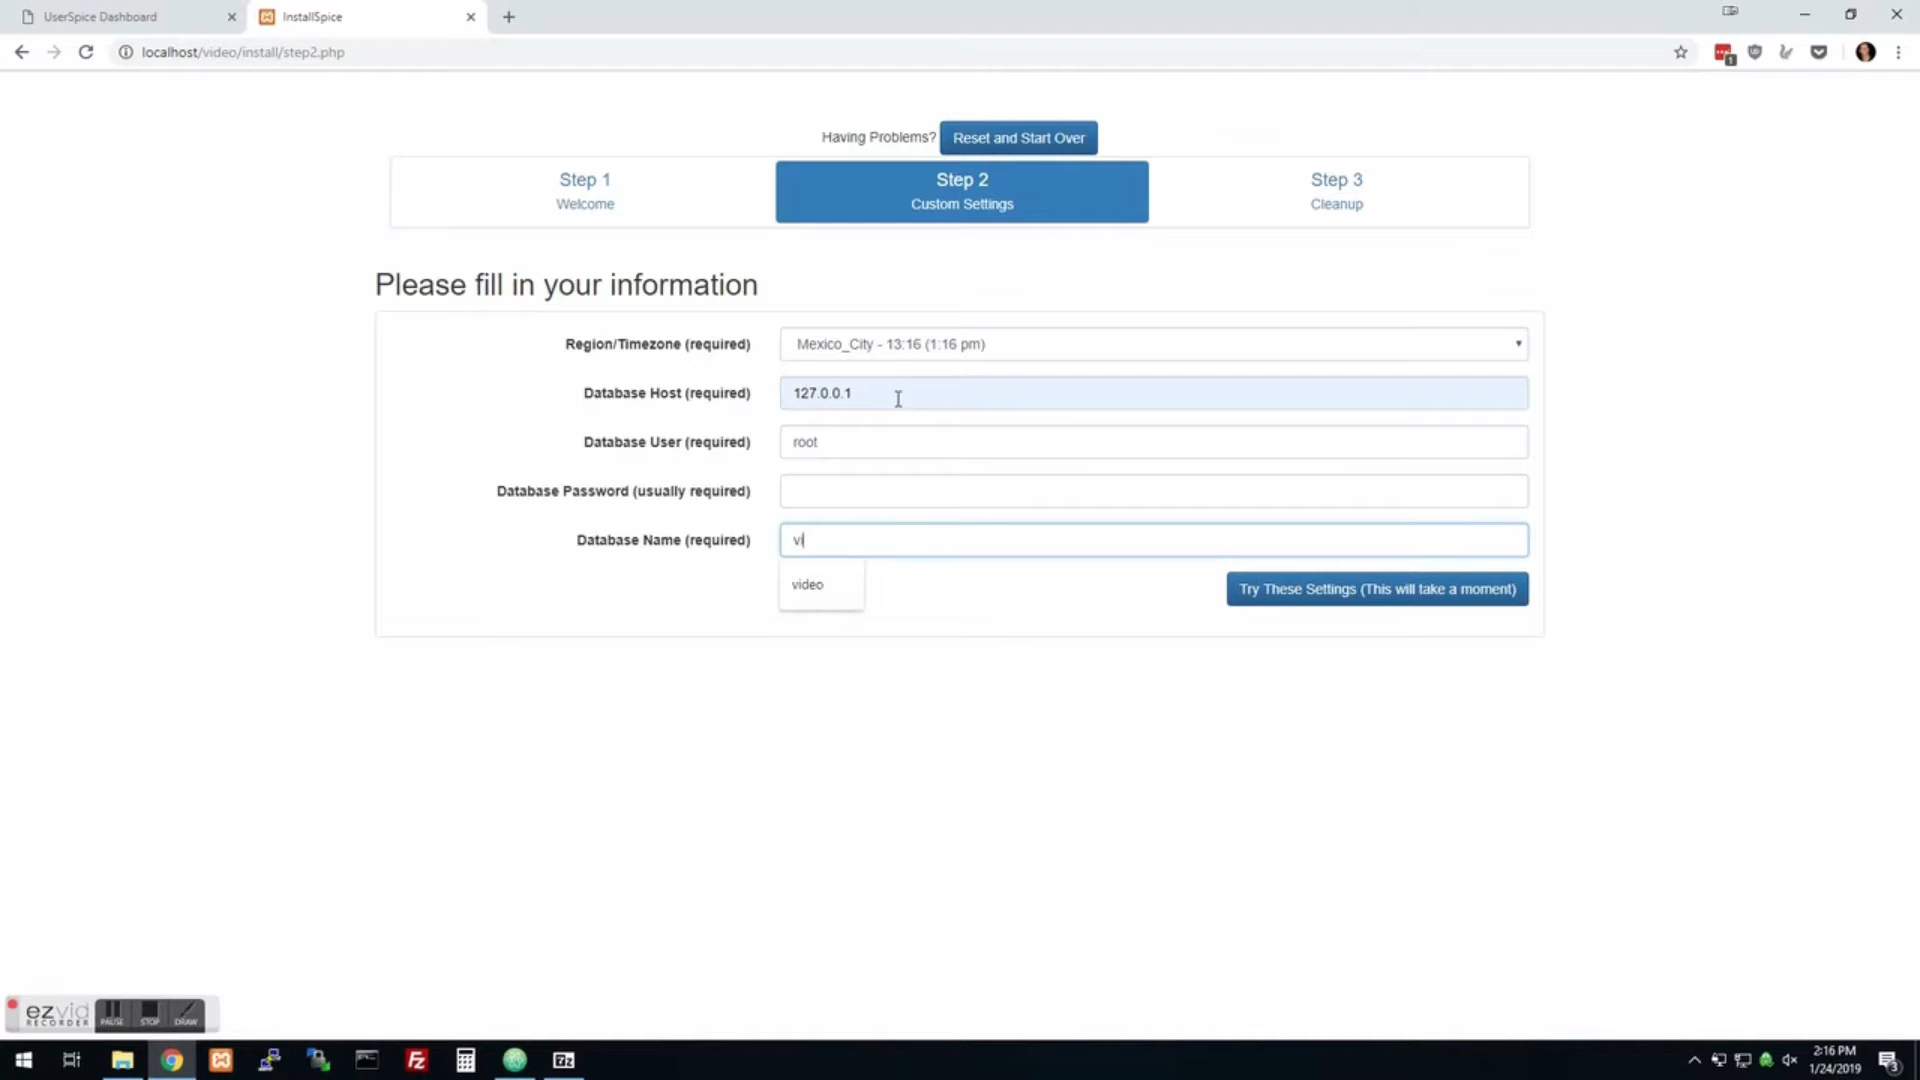 UserSpice Dashboard
InstallSpice
localhost/video/install/step2.php
1
Having Problems? Reset and Start Over
Step 1
Welcome
Step 2
Custom Settings
Step 3
Cleanup
Please fill in your information
Region/Timezone (required)
Mexico_City - 13:16 (1:16 pm)
Database Host (required)
127.0.0.1
Database User (required)
root
Database Password (usually required)
Database Name (required)
vi
video
Try These Settings (This will take a moment)
ezvid
RECORDER
PAUSE
STOP
DRAW
Fz
7z
2:16 PM
1/24/2019
3